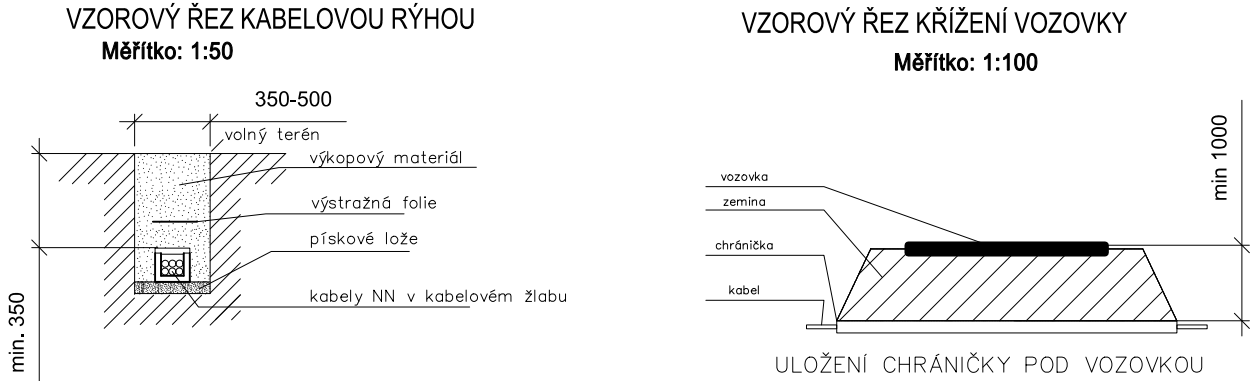 VZOROVÝ ŘEZ KABELOVOU RÝHOU
Měřítko: 1:50
350-500
volný terén
výkopový materiál
výstražná folie
pískové lože
kabely NN v kabelovém žlabu
min. 350
VZOROVÝ ŘEZ KŘÍŽENÍ VOZOVKY
Měřítko: 1:100
vozovka
zemina
chránička
kabel
min 1000
ULOŽENÍ CHRÁNIČKY POD VOZOVKOU